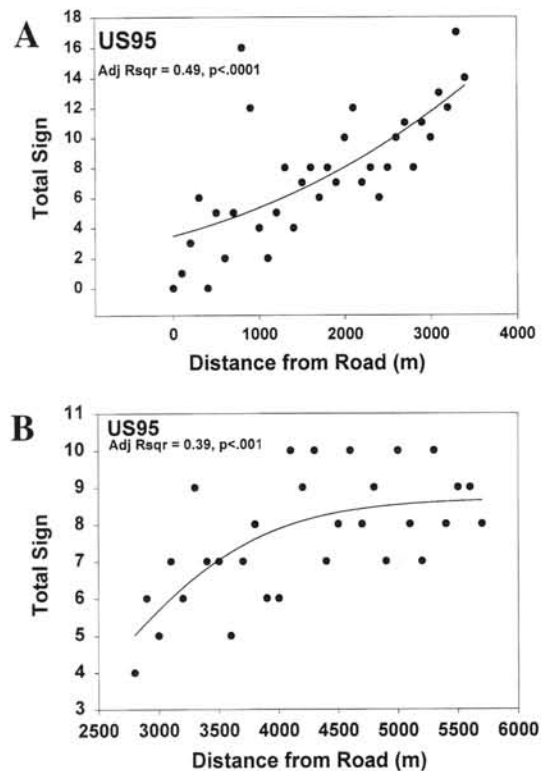 A
US95
Adj Rsqr = 0.49, p<.0001
Total Sign
18
16
14
12
10
8
6
4
2
0
0 1000 2000 3000 4000
Distance from Road (m)
B
US95
Adj Rsqr = 0.39, p<.001
Total Sign
11
10
9
8
7
6
5
4
3
2500 3000 3500 4000 4500 5000 5500 6000
Distance from Road (m)